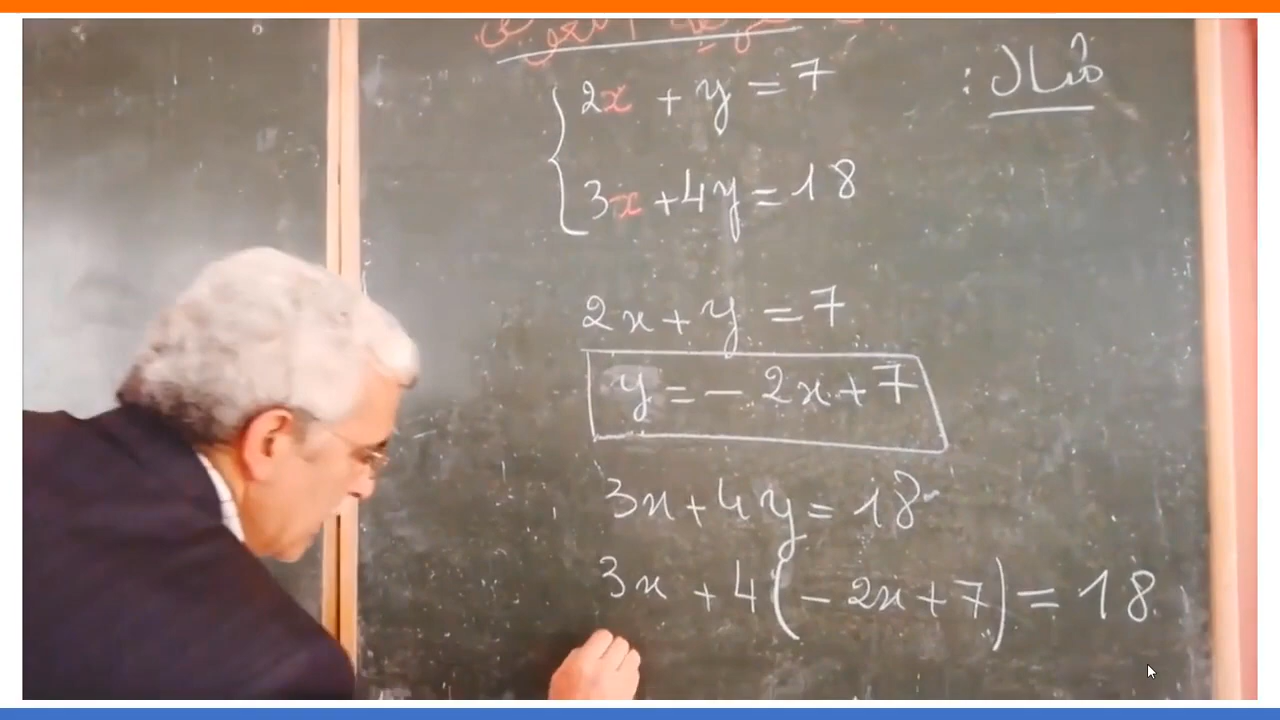 مثال :
2x + y = 7
3x + 4y = 18
2x + y = 7
y = - 2x + 7
3x + 4y = 18
3x + 4(- 2x + 7) = 18